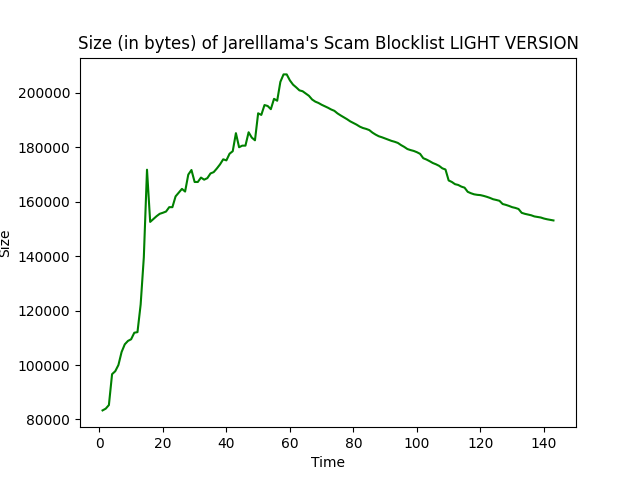 Size (in bytes) of Jarelllama's Scam Blocklist LIGHT VERSION
200000
180000
160000
140000
120000
100000
80000
Size
0 20 40 60 80 100 120 140
Time